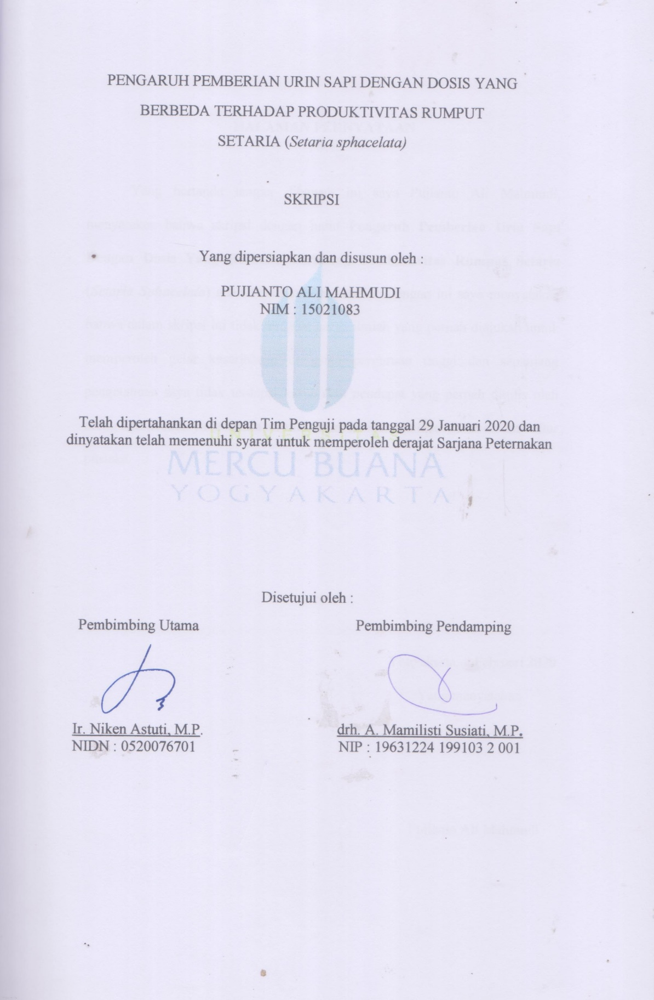 PENGARUH PEMBERIAN URIN SAPI DENGAN DOSIS YANG
BERBEDA TERHADAP PRODUKTIVITAS RUMPUT
SETARIA (Setaria sphacelata)
SKRIPSI
Yang dipersiapkan dan disusun oleh :
PUJIANTO ALI MAHMUDI
NIM : 15021083
Telah dipertahankan di depan Tim Penguji pada tanggal 29 Januari 2020 dan
UNIVERSITAS
dinyatakan telah memenuhi syarat untuk memperoleh derajat Sarjana Peternakan
MERCU BUANA
YOGYAKARTA
Disetujui oleh :
Pembimbing Utama
Pembimbing Pendamping
Ir. Niken Astuti, M.P.
drh. A. Mamilisti Susiati, M.P.
NIDN : 0520076701
NIP : 19631224 199103 2 001